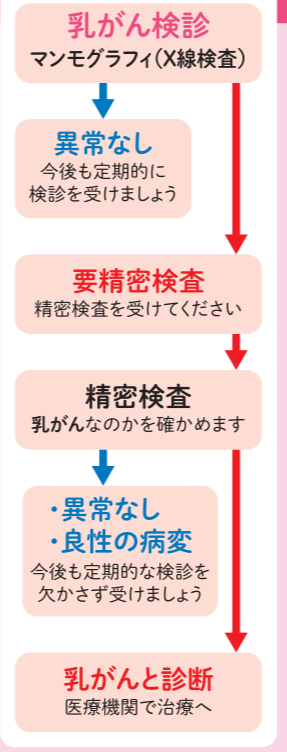 乳がん検診
マンモグラフィ(X線検査)
異常なし
今後も定期的に
検診を受けましょう
要精密検査
精密検査を受けてください
精密検査
乳がんなのかを確かめます
・異常なし
・良性の病変
今後も定期的な検診を
欠かさず受けましょう
乳がんと診断
医療機関で治療へ